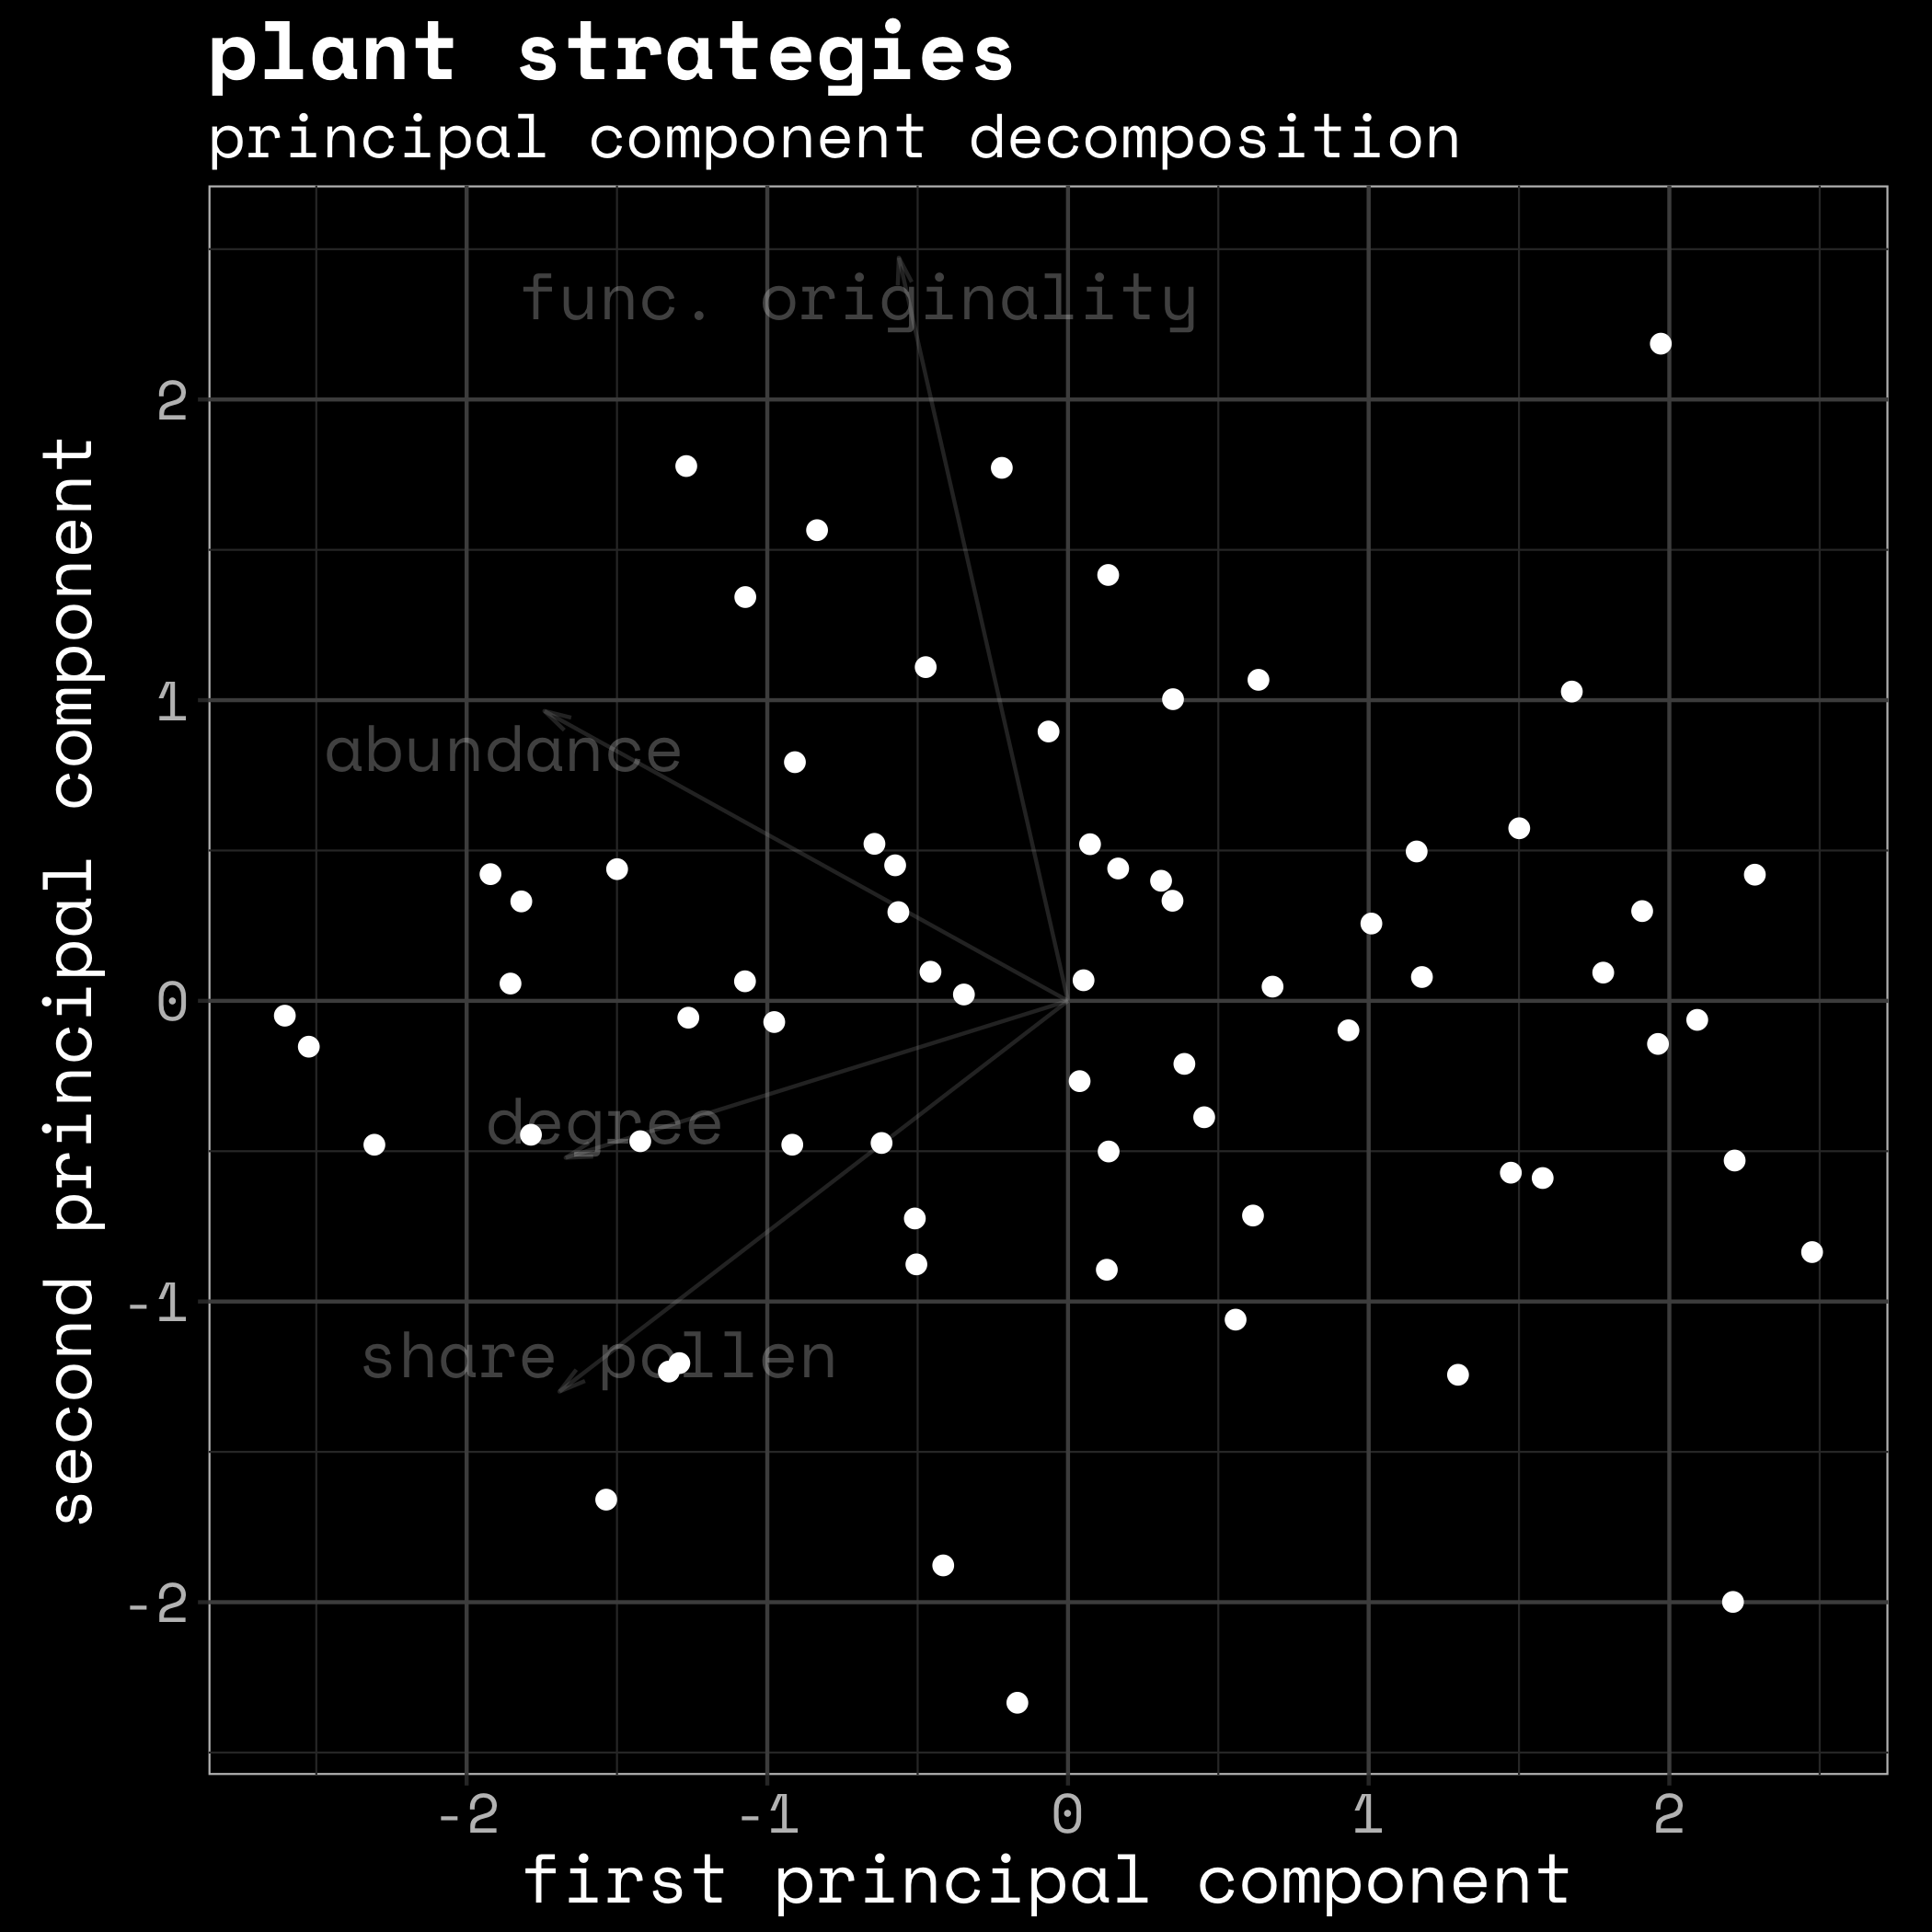 plant strategies
principal component decomposition
func. originality
abundance
degree
share pollen
second principal component
2
1
0
-1
-2
-2
-1
0
1
2
first principal component